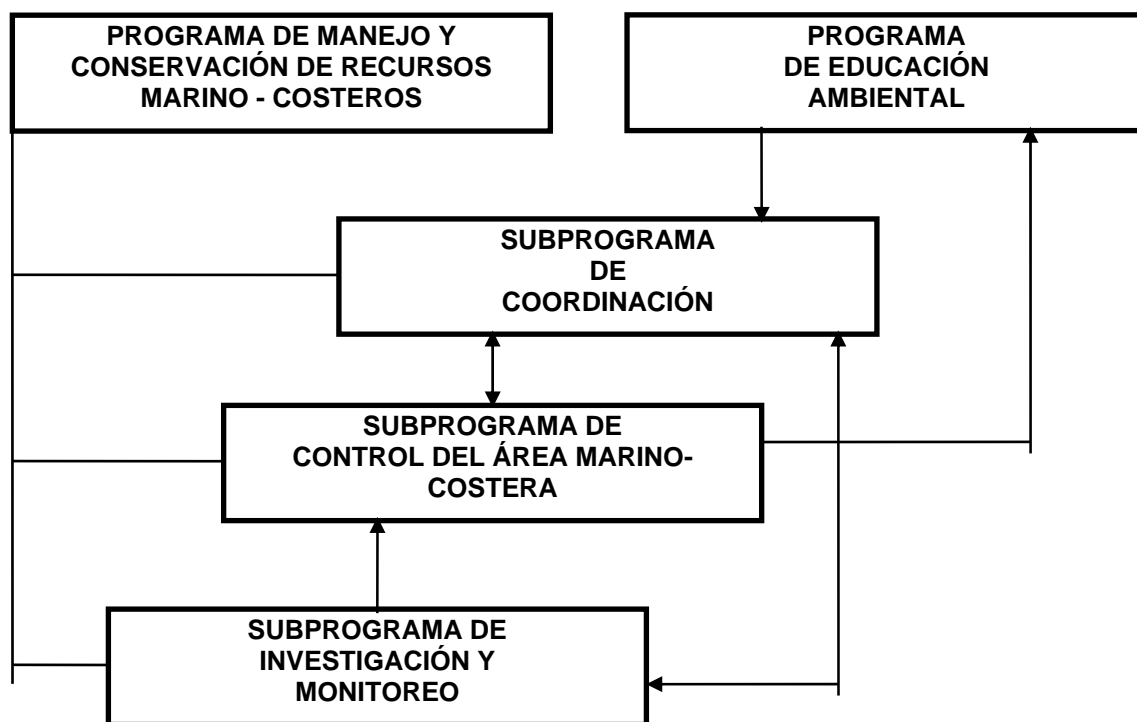 PROGRAMA DE MANEJO Y
CONSERVACIÓN DE RECURSOS
MARINO - COSTEROS
PROGRAMA
DE EDUCACIÓN
AMBIENTAL
SUBPROGRAMA
DE
COORDINACIÓN
SUBPROGRAMA DE
CONTROL DEL ÁREA MARINO-
COSTERA
SUBPROGRAMA DE
INVESTIGACIÓN Y
MONITOREO